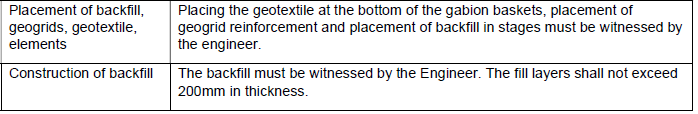 Placement of backfill, geogrids, geotextile, elements
Placing the geotextile at the bottom of the gabion baskets, placement of geogrid reinforcement and placement of backfill in stages must be witnessed by the engineer.
Construction of backfill
The backfill must be witnessed by the Engineer. The fill layers shall not exceed 200mm in thickness.